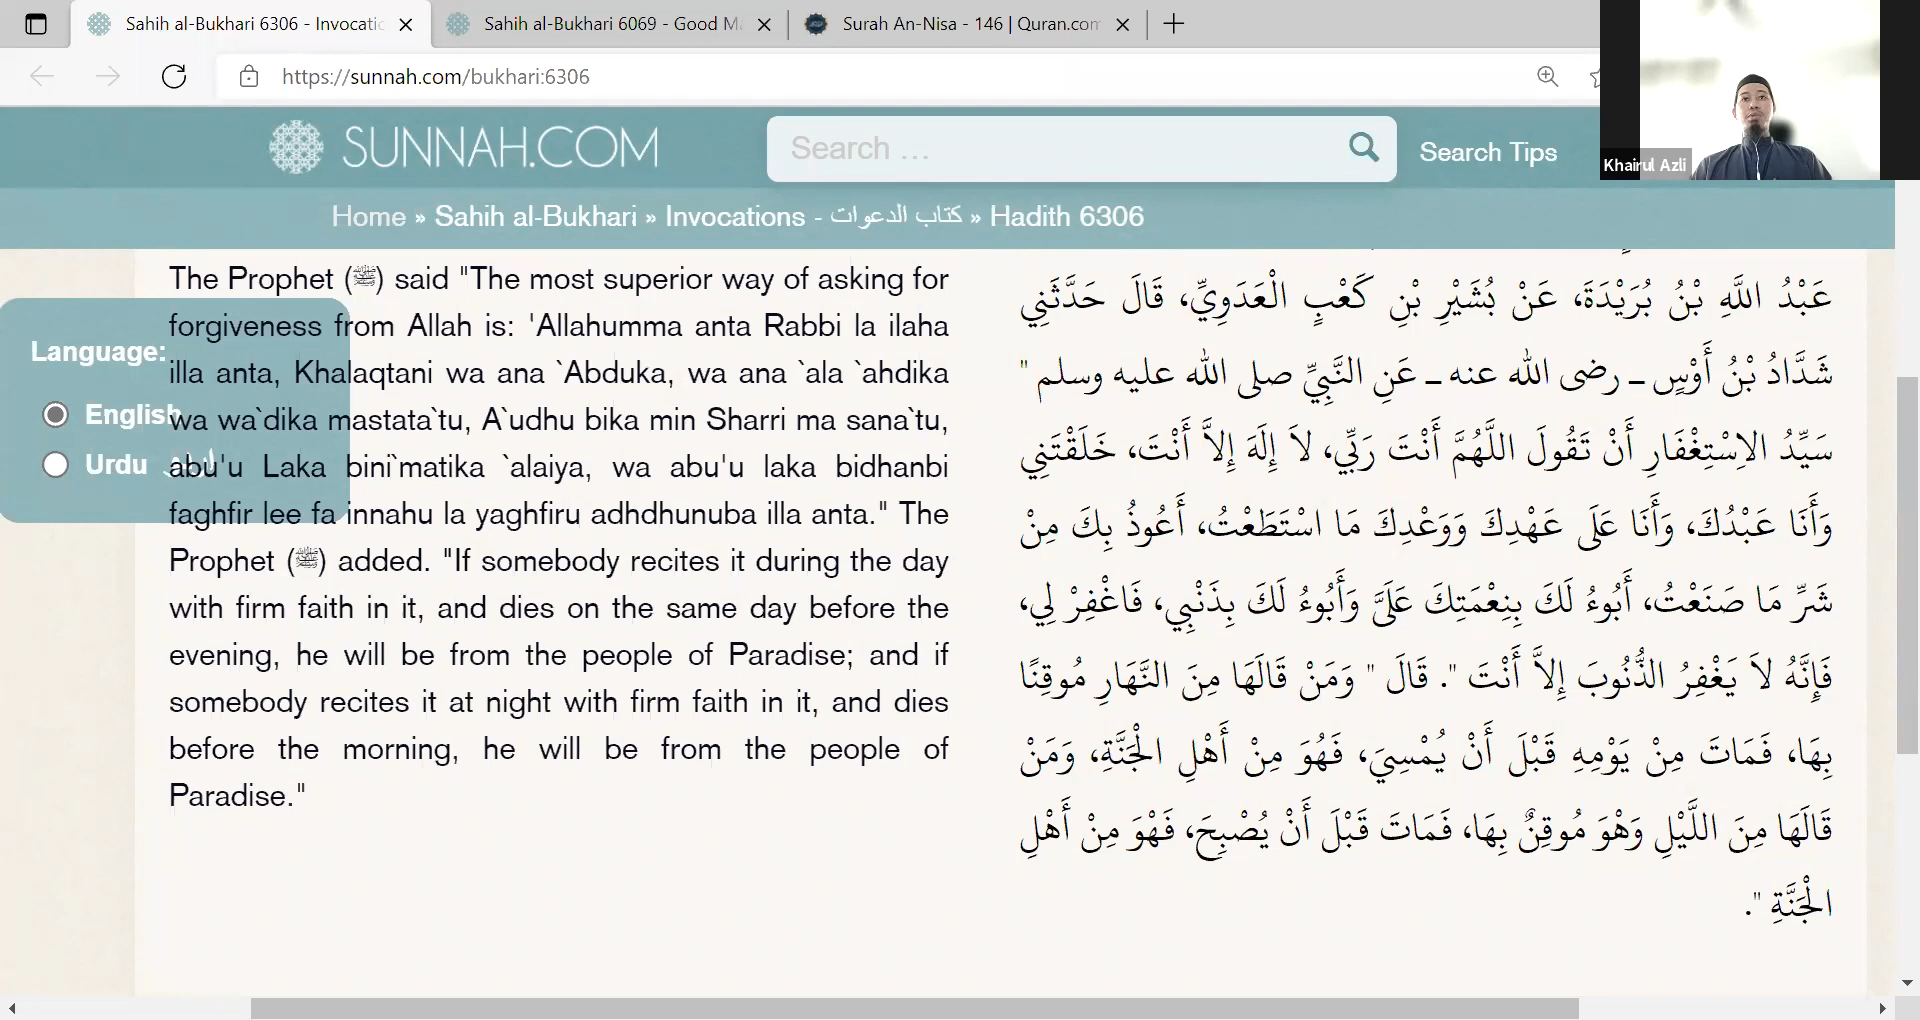 Sahih al-Bukhari 6306 - Invocatic
Sahih al-Bukhari 6069 - Good M
Surah An-Nisa - 146 | Quran.com
https://sunnah.com/bukhari:6306
SUNNAH.COM
Search ...
Search Tips
Khairul Azli
Home » Sahih al-Bukhari » Invocations - كتاب الدعوات » Hadith 6306
Language:
English
Urdu
The Prophet (ﷺ) said "The most superior way of asking for
forgiveness from Allah is: 'Allahumma anta Rabbi la ilaha
illa anta, Khalaqtani wa ana `Abduka, wa ana `ala `ahdika
wa wa`dika mastata`tu, A`udhu bika min Sharri ma sana`tu,
abu'u Laka bini`matika `alaiya, wa abu'u laka bidhanbi
faghfir lee fa innahu la yaghfiru adhdhunuba illa anta." The
Prophet (ﷺ) added. "If somebody recites it during the day
with firm faith in it, and dies on the same day before the
evening, he will be from the people of Paradise; and if
somebody recites it at night with firm faith in it, and dies
before the morning, he will be from the people of
Paradise."
عَبْدُ اللَّهِ بْنُ بُرَيْدَةَ، عَنْ بُشَيْرِ بْنِ كَعْبٍ الْعَدَوِيِّ، قَالَ حَدَّثَنِي
شَدَّادُ بْنُ أَوْسٍ ـ رضى الله عنه ـ عَنِ النَّبِيِّ صلى الله عليه وسلم "
سَيِّدُ الاِسْتِغْفَارِ أَنْ تَقُولَ اللَّهُمَّ أَنْتَ رَبِّي، لاَ إِلَهَ إِلاَّ أَنْتَ، خَلَقْتَنِي
وَأَنَا عَبْدُكَ، وَأَنَا عَلَى عَهْدِكَ وَوَعْدِكَ مَا اسْتَطَعْتُ، أَعُوذُ بِكَ مِنْ
شَرِّ مَا صَنَعْتُ، أَبُوءُ لَكَ بِنِعْمَتِكَ عَلَىَّ وَأَبُوءُ لَكَ بِذَنْبِي، فَاغْفِرْ لِي،
فَإِنَّهُ لاَ يَغْفِرُ الذُّنُوبَ إِلاَّ أَنْتَ ". قَالَ " وَمَنْ قَالَهَا مِنَ النَّهَارِ مُوقِنًا
بِهَا، فَمَاتَ مِنْ يَوْمِهِ قَبْلَ أَنْ يُمْسِيَ، فَهُوَ مِنْ أَهْلِ الْجَنَّةِ، وَمَنْ
قَالَهَا مِنَ اللَّيْلِ وَهْوَ مُوقِنٌ بِهَا، فَمَاتَ قَبْلَ أَنْ يُصْبِحَ، فَهْوَ مِنْ أَهْلِ
الْجَنَّةِ ".